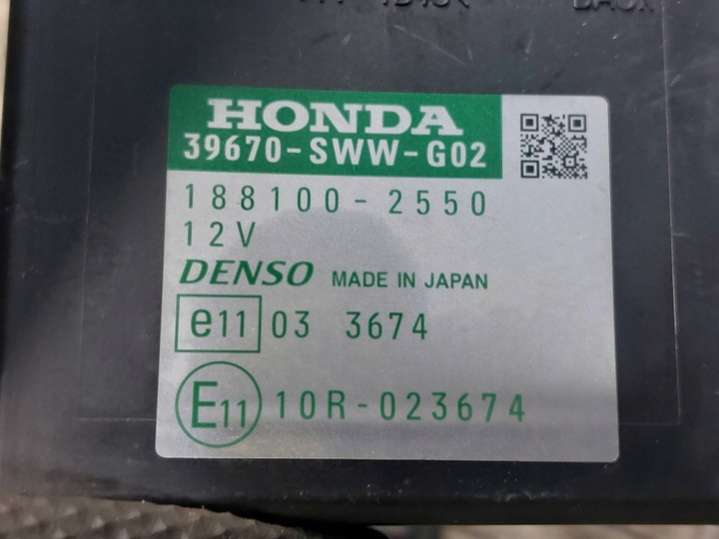 HONDA
39670-SWW-G02
188100-2550
12V
DENSO MADE IN JAPAN
e11 03 3674
E11 10R-023674